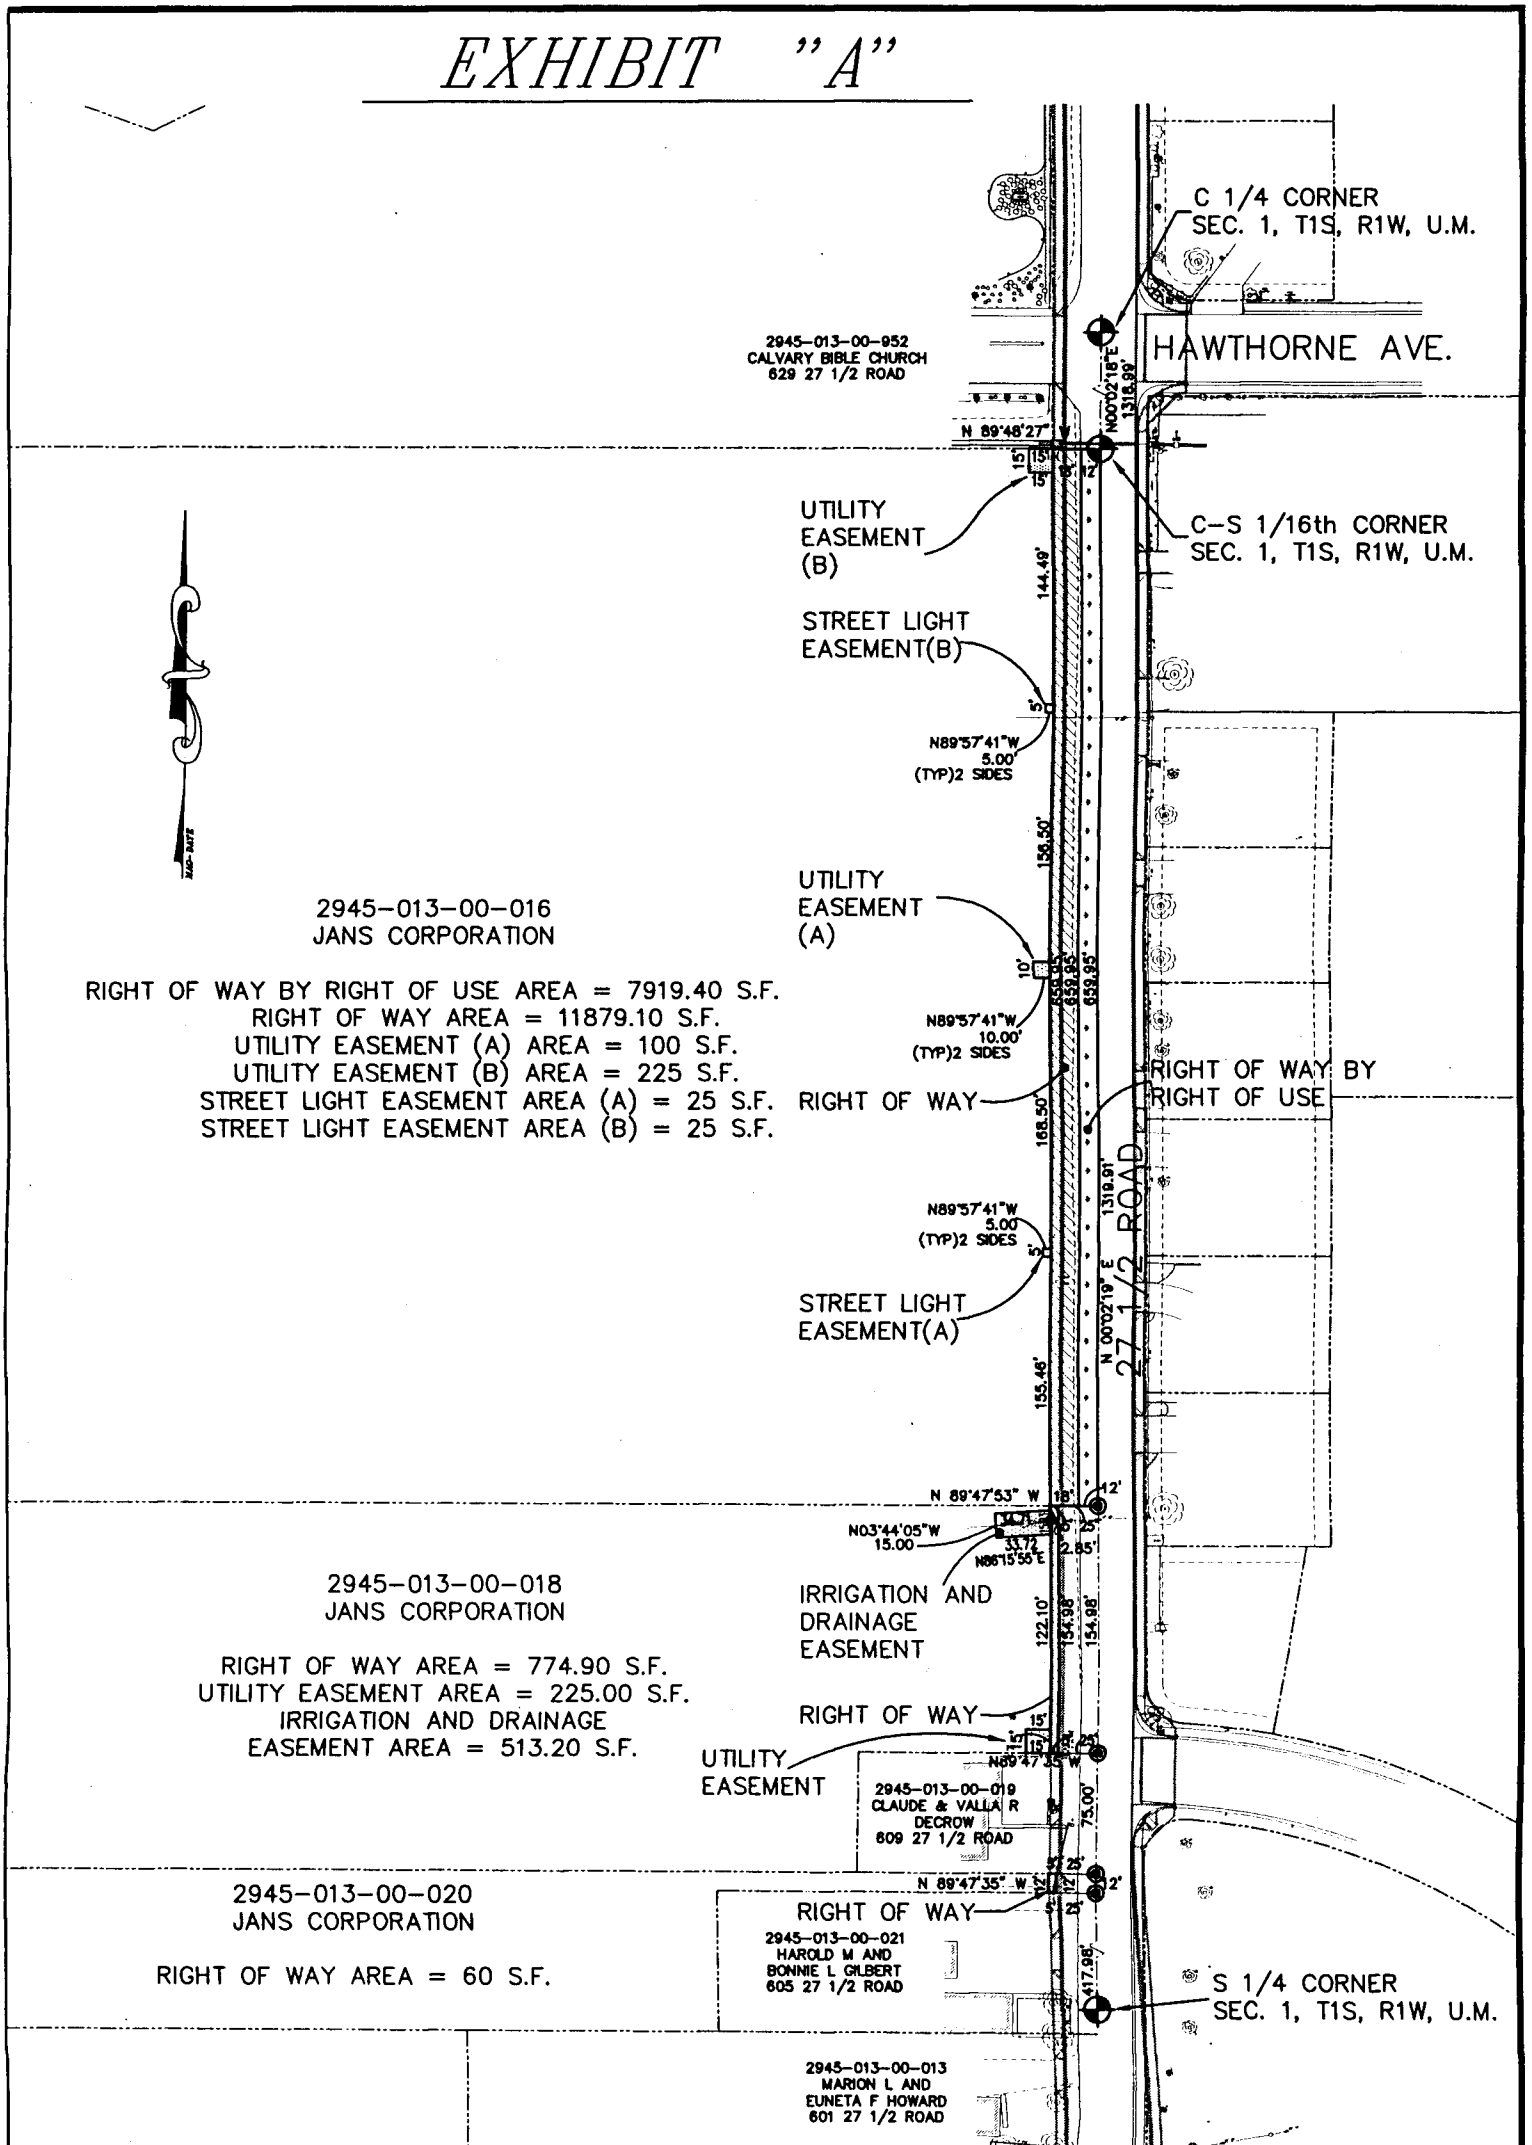 EXHIBIT "A"
C 1/4 CORNER
SEC. 1, T1S, R1W, U.M.
2945-013-00-952
CALVARY BIBLE CHURCH
629 27 1/2 ROAD
HAWTHORNE AVE.
N00°02'18"E
1318.99'
N 89°48'27"
15'
15'
15'
12'
UTILITY
EASEMENT
(B)
C-S 1/16th CORNER
SEC. 1, T1S, R1W, U.M.
144.49'
STREET LIGHT
EASEMENT(B)
5'
N89°57'41"W
5.00'
(TYP)2 SIDES
MAG-DATE
156.50'
UTILITY
EASEMENT
(A)
2945-013-00-016
JANS CORPORATION
10'
659.95'
659.95'
659.95'
RIGHT OF WAY BY RIGHT OF USE AREA = 7919.40 S.F.
RIGHT OF WAY AREA = 11879.10 S.F.
UTILITY EASEMENT (A) AREA = 100 S.F.
UTILITY EASEMENT (B) AREA = 225 S.F.
STREET LIGHT EASEMENT AREA (A) = 25 S.F.
STREET LIGHT EASEMENT AREA (B) = 25 S.F.
N89°57'41"W
10.00'
(TYP)2 SIDES
RIGHT OF WAY
RIGHT OF WAY BY
RIGHT OF USE
168.50'
1319.91'
N 00°02'19" E
27 1/2 ROAD
N89°57'41"W
5.00
(TYP)2 SIDES
5'
STREET LIGHT
EASEMENT(A)
155.46'
N 89°47'53" W
18'
12'
N03°44'05"W
15.00
34.71
25'
33.72
2.85'
N86°15'55"E
2945-013-00-018
JANS CORPORATION
IRRIGATION AND
DRAINAGE
EASEMENT
122.10'
154.98'
154.98'
RIGHT OF WAY AREA = 774.90 S.F.
UTILITY EASEMENT AREA = 225.00 S.F.
IRRIGATION AND DRAINAGE
EASEMENT AREA = 513.20 S.F.
RIGHT OF WAY
15'
15'
15'
25'
UTILITY
EASEMENT
N89°47'35" W
2945-013-00-019
CLAUDE & VALLA R
DECROW
609 27 1/2 ROAD
75.00'
5'
25'
N 89°47'35" W
12'
12'
12'
2945-013-00-020
JANS CORPORATION
RIGHT OF WAY
5'
25'
2945-013-00-021
HAROLD M AND
BONNIE L GILBERT
605 27 1/2 ROAD
RIGHT OF WAY AREA = 60 S.F.
417.98'
S 1/4 CORNER
SEC. 1, T1S, R1W, U.M.
2945-013-00-013
MARION L AND
EUNETA F HOWARD
601 27 1/2 ROAD